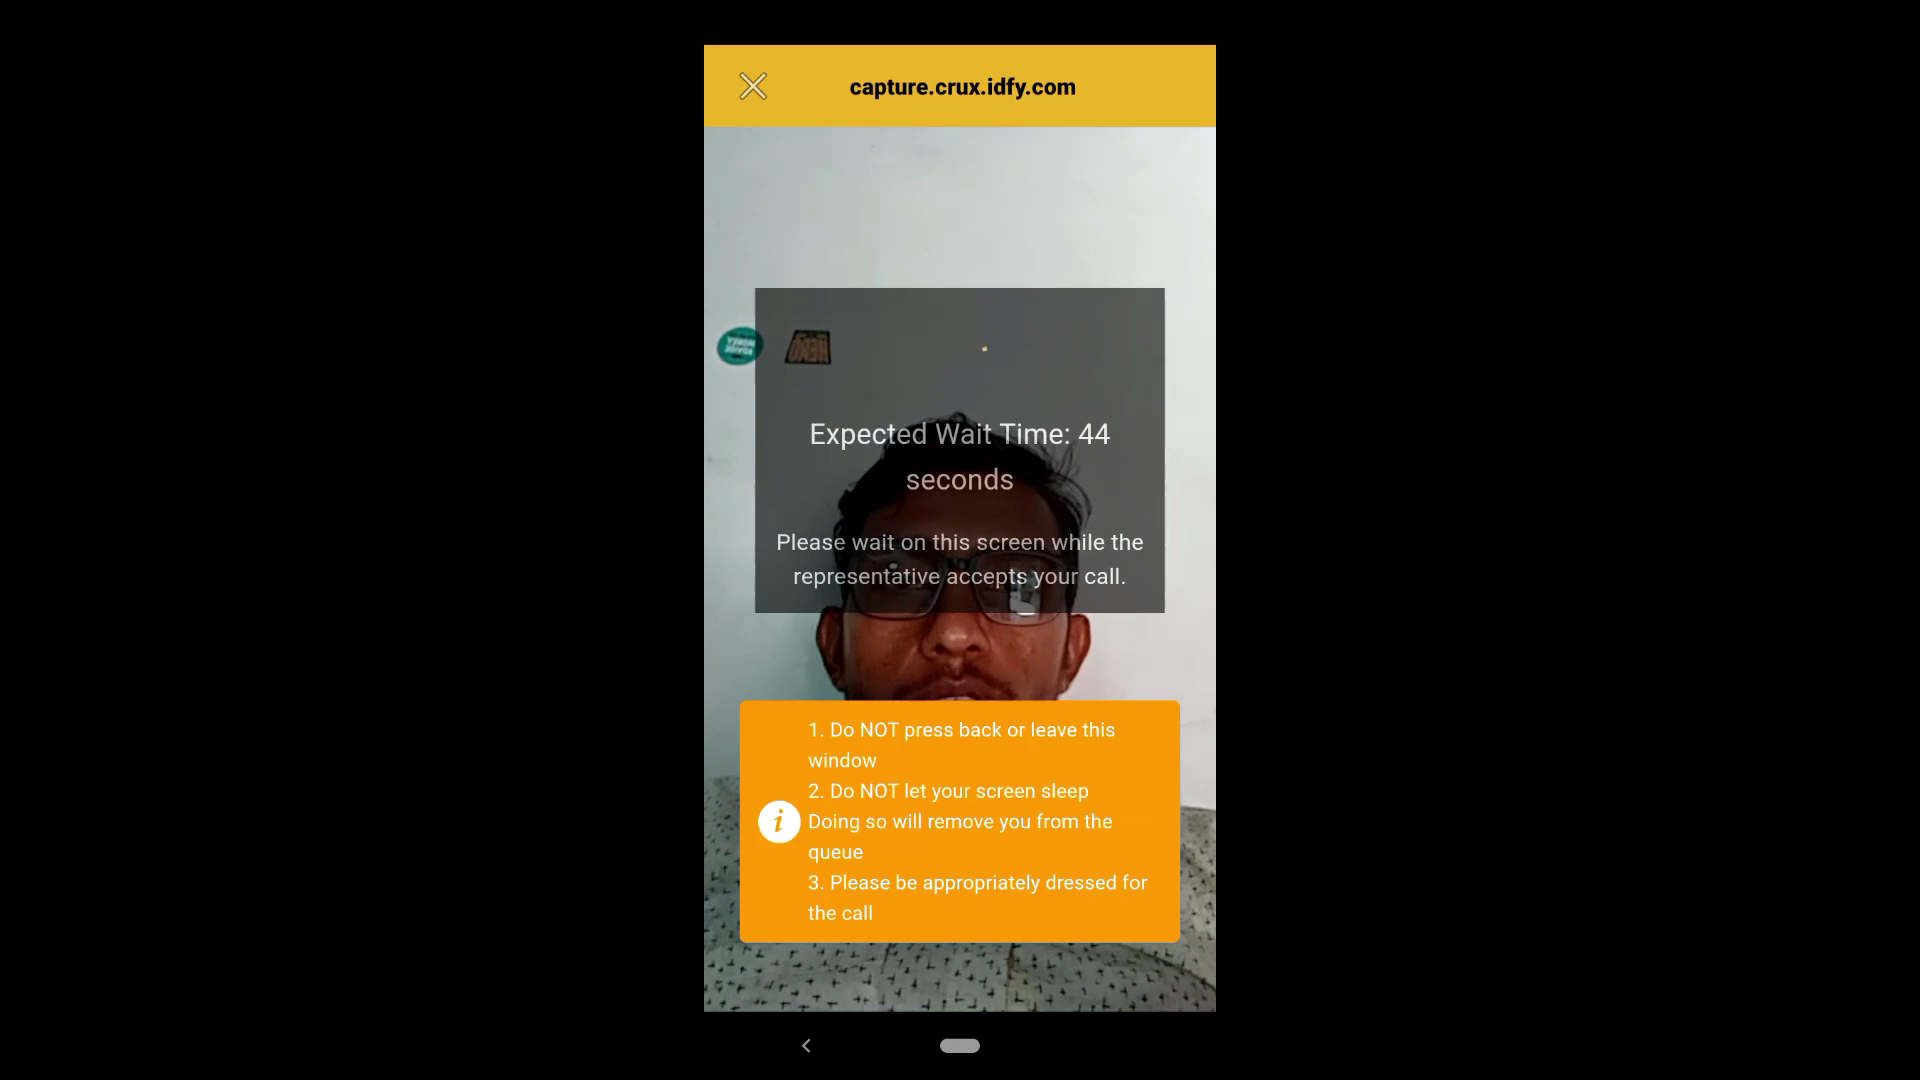 capture.crux.idfy.com
Expected Wait Time: 44
seconds
Please wait on this screen while the
representative accepts your call.
1. Do NOT press back or leave this
window
2. Do NOT let your screen sleep
Doing so will remove you from the
queue
3. Please be appropriately dressed for
the call
i